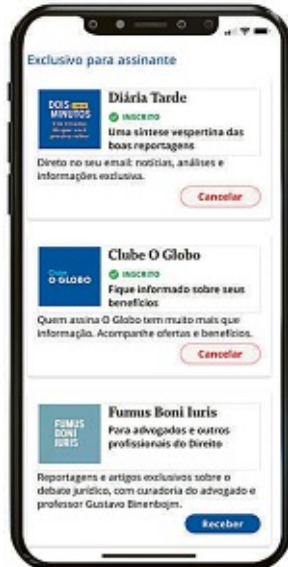 Exclusivo para assinante
DOIS
MINUTOS
Diária Tarde
INSCRITO
Uma síntese vespertina das
boas reportagens
Direto no seu email: notícias, análises e
informações exclusiva.
Cancelar
Clube
O GLOBO
Clube O Globo
INSCRITO
Fique informado sobre seus
benefícios
Quem assina O Globo tem muito mais que
informação. Acompanhe ofertas e benefícios.
Cancelar
FUMUS
BONI
IURIS
Fumus Boni Iuris
Para advogados e outros
profissionais do Direito
Reportagens e artigos exclusivos sobre o
debate jurídico, com curadoria do advogado e
professor Gustavo Binenbojm.
Receber